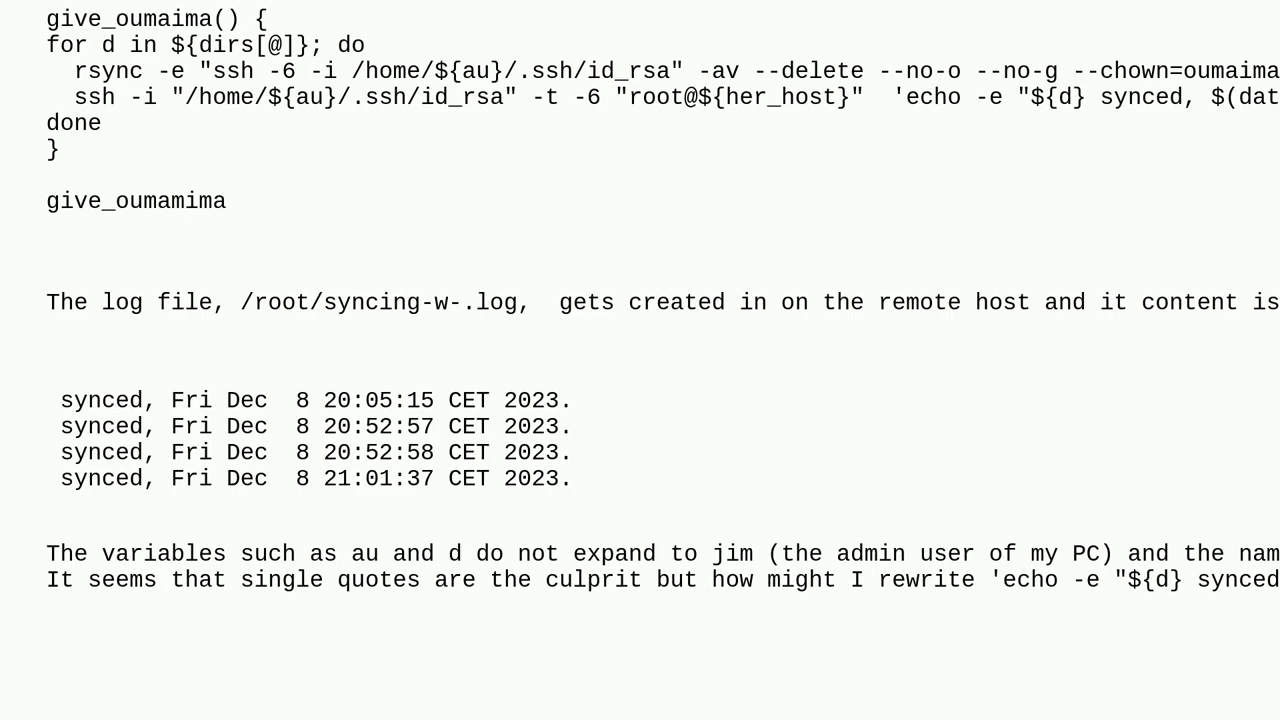 give_oumaima() {
for d in ${dirs[@]}; do
  rsync -e "ssh -6 -i /home/${au}/.ssh/id_rsa" -av --delete --no-o --no-g --chown=oumaima
  ssh -i "/home/${au}/.ssh/id_rsa" -t -6 "root@${her_host}"  'echo -e "${d} synced, $(dat
done
}

give_oumamima

The log file, /root/syncing-w-.log,  gets created in on the remote host and it content is

 synced, Fri Dec  8 20:05:15 CET 2023.
 synced, Fri Dec  8 20:52:57 CET 2023.
 synced, Fri Dec  8 20:52:58 CET 2023.
 synced, Fri Dec  8 21:01:37 CET 2023.

The variables such as au and d do not expand to jim (the admin user of my PC) and the nam
It seems that single quotes are the culprit but how might I rewrite 'echo -e "${d} synced